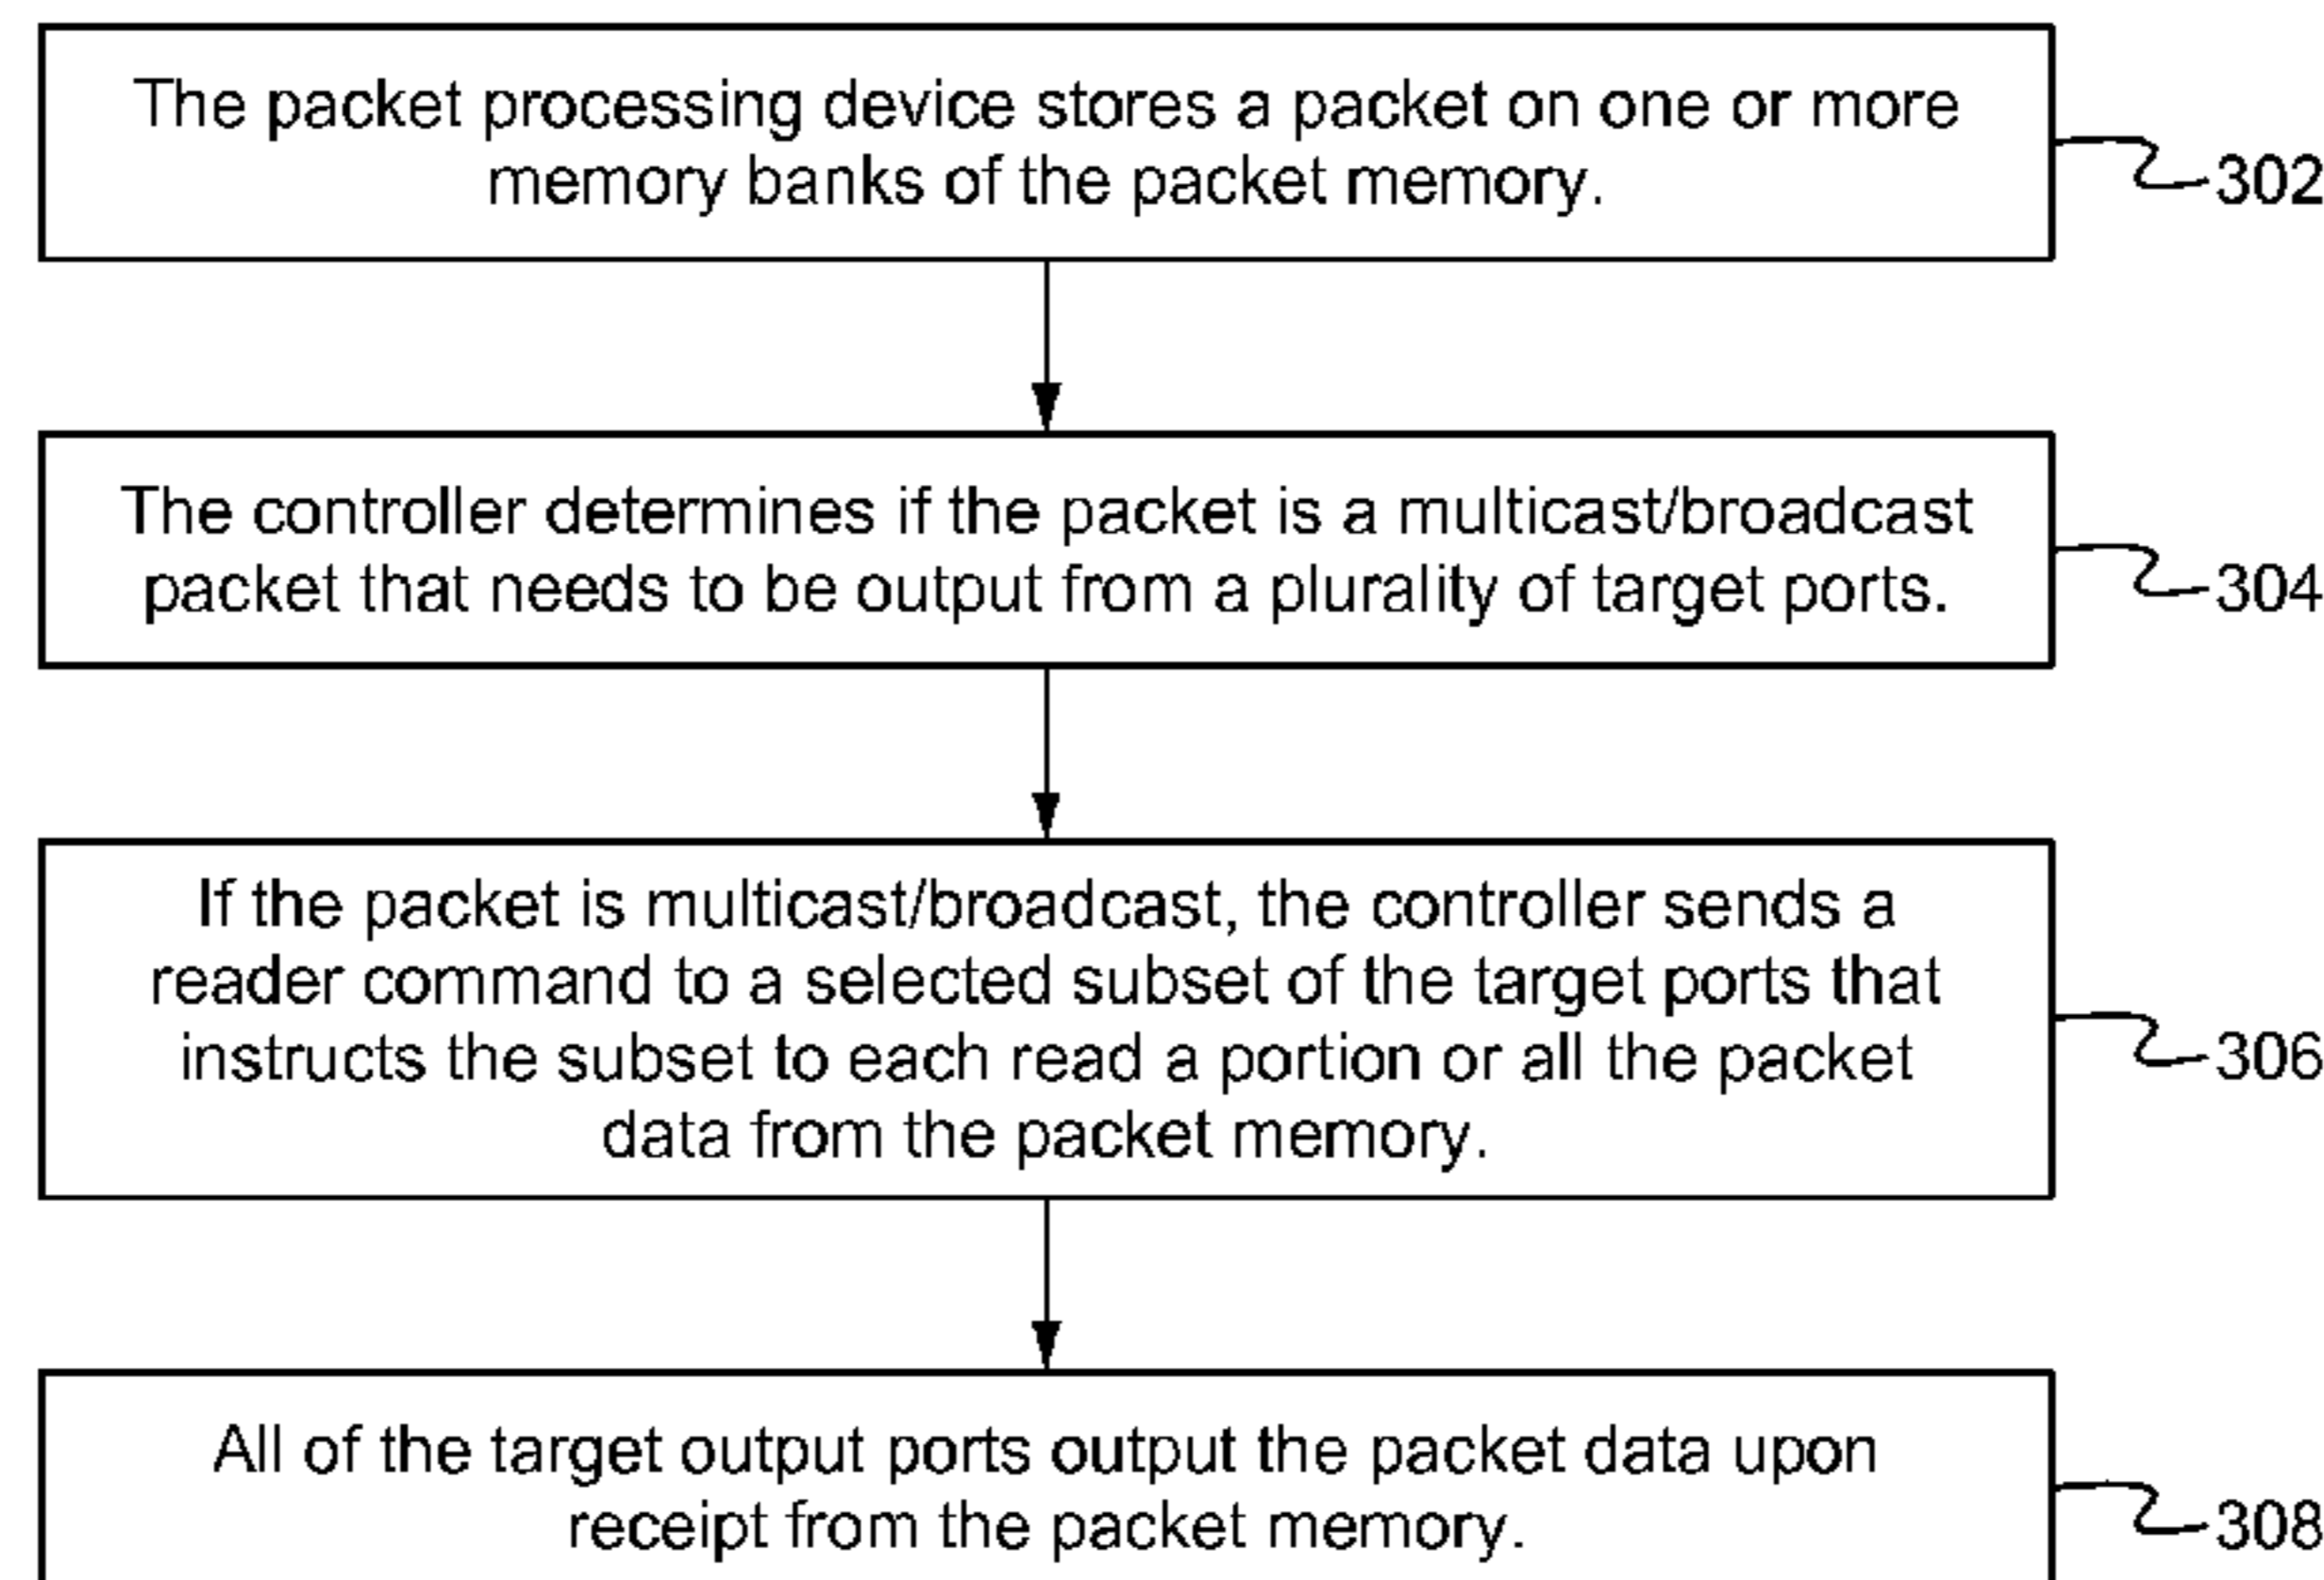 The packet processing device stores a packet on one or more
memory banks of the packet memory.
302
The controller determines if the packet is a multicast/broadcast
packet that needs to be output from a plurality of target ports.
304
If the packet is multicast/broadcast, the controller sends a
reader command to a selected subset of the target ports that
instructs the subset to each read a portion or all the packet
data from the packet memory.
306
All of the target output ports output the packet data upon
receipt from the packet memory.
308